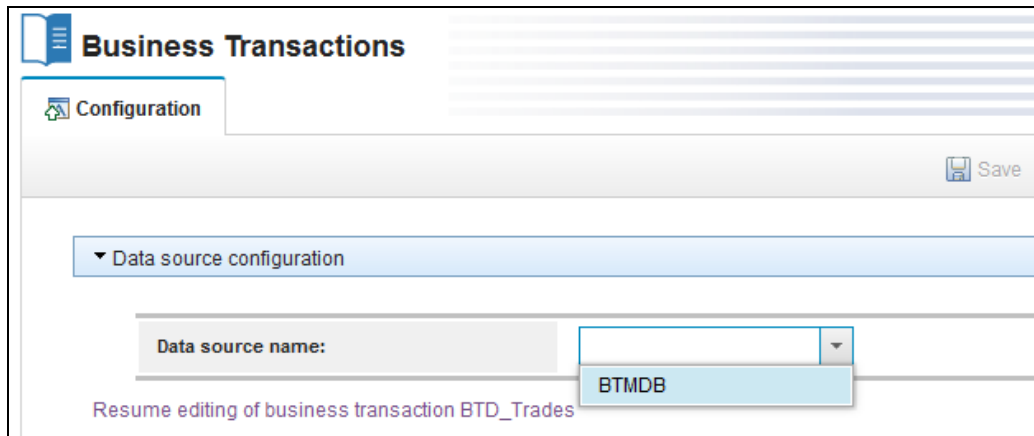 Business Transactions
Configuration
Save
Data source configuration
Data source name:
BTMDB
Resume editing of business transaction BTD_Trades